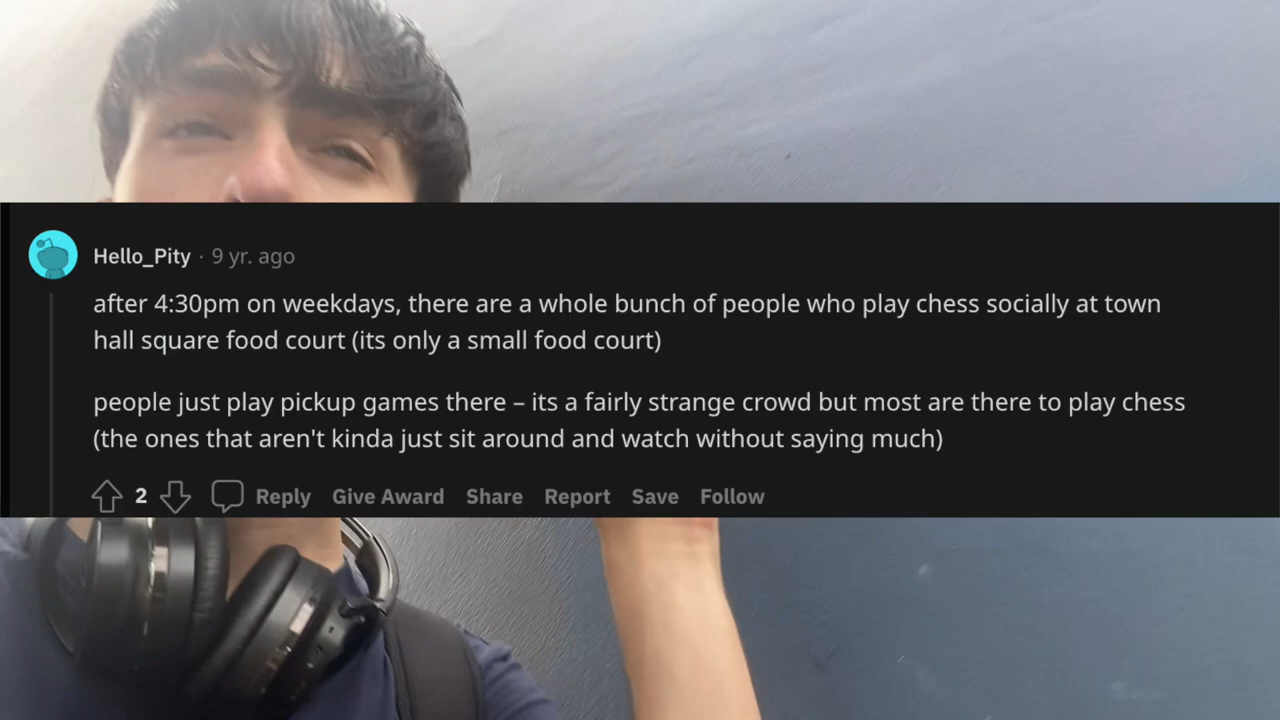 Hello_Pity · 9 yr. ago
after 4:30pm on weekdays, there are a whole bunch of people who play chess socially at town
hall square food court (its only a small food court)
people just play pickup games there – its a fairly strange crowd but most are there to play chess
(the ones that aren't kinda just sit around and watch without saying much)
2 Reply Give Award Share Report Save Follow